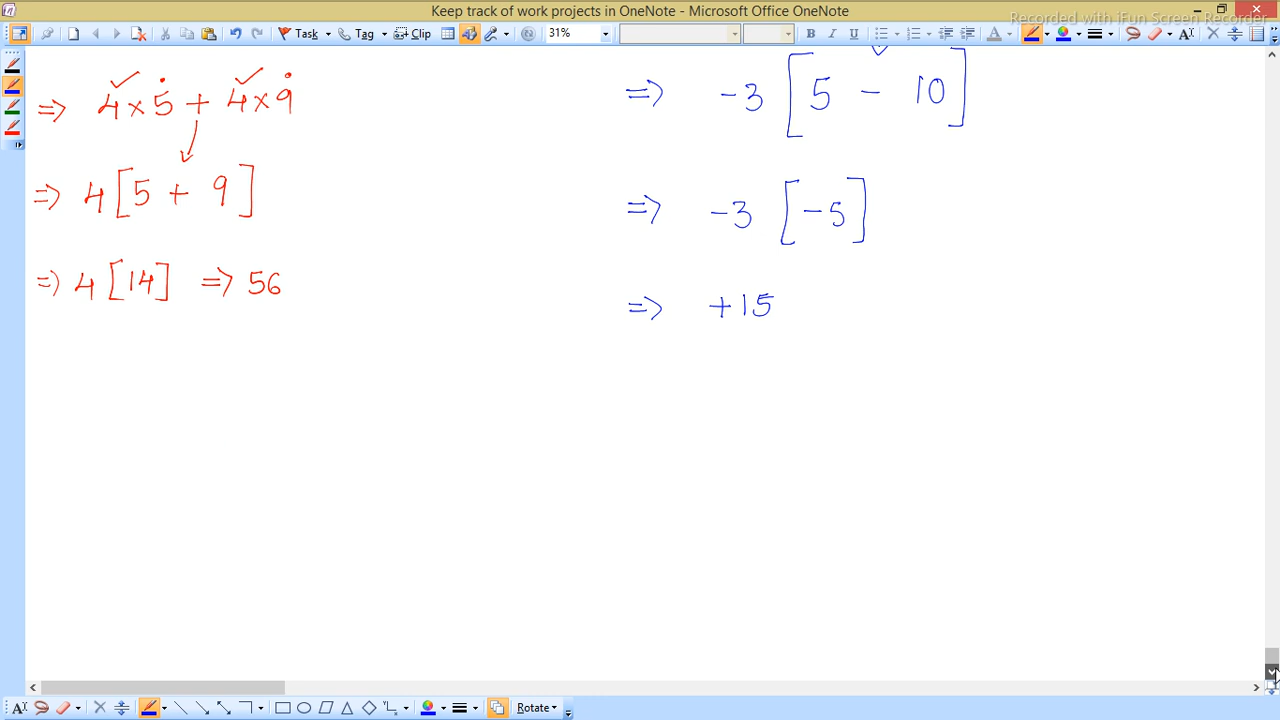 Keep track of work projects in OneNote - Microsoft Office OneNote
Recorded with iFun Screen Recorder
Task Tag Clip 31% B I U A
=> 4 × 5 + 4 × 9
=> 4 [5 + 9]
=> 4 [14] => 56
=> -3 [5 - 10]
=> -3 [-5]
=> +15
Rotate